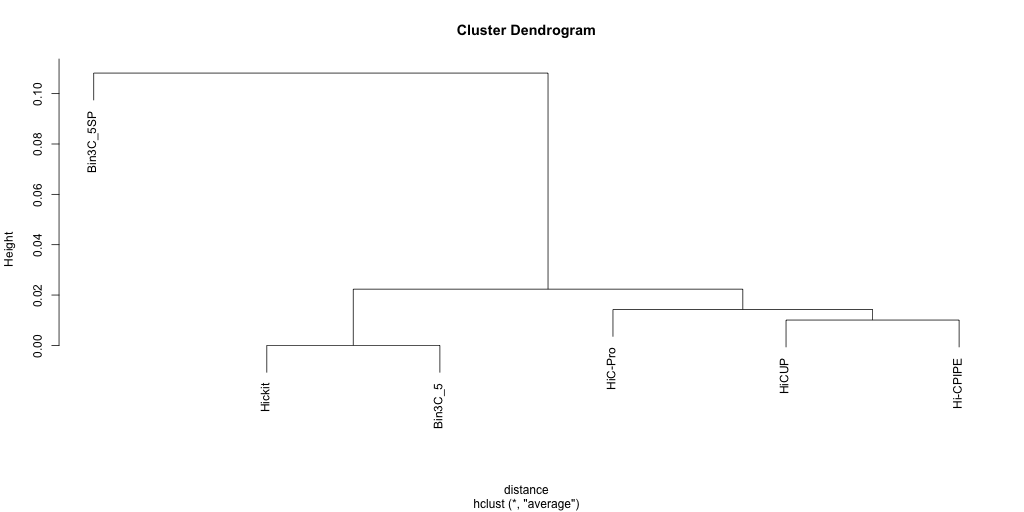 Cluster Dendrogram
Height
0.10
0.08
0.06
0.04
0.02
0.00
Bin3C_5SP
Hickit
Bin3C_5
HiC-Pro
HiCUP
Hi-CPIPE
distance
hclust (*, "average")